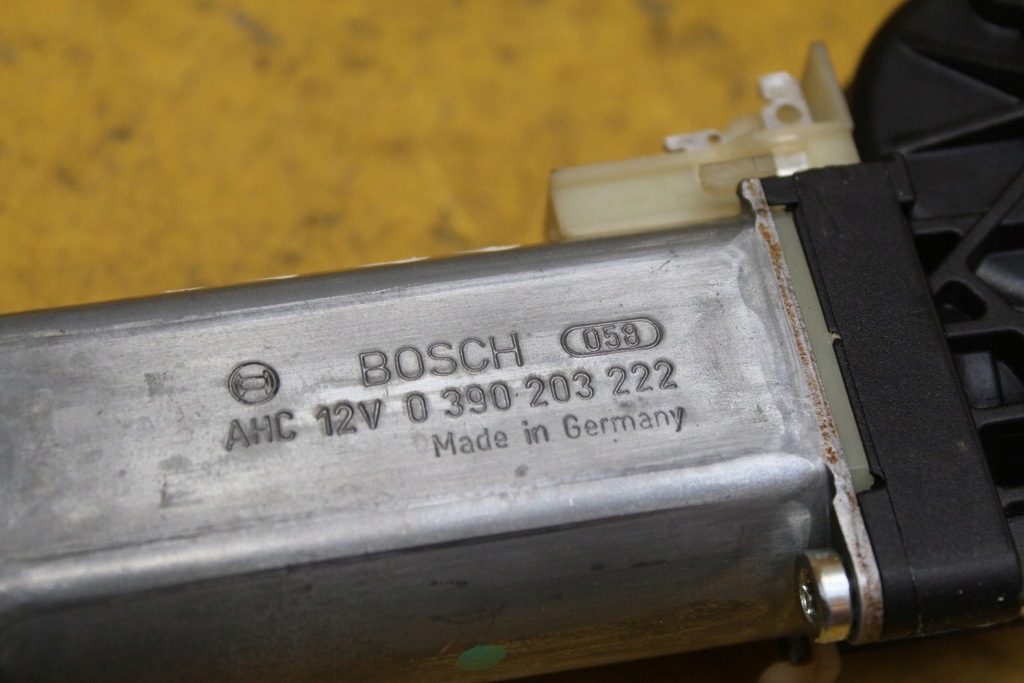 BOSCH 058
AHC 12V 0 390 203 222
Made in Germany